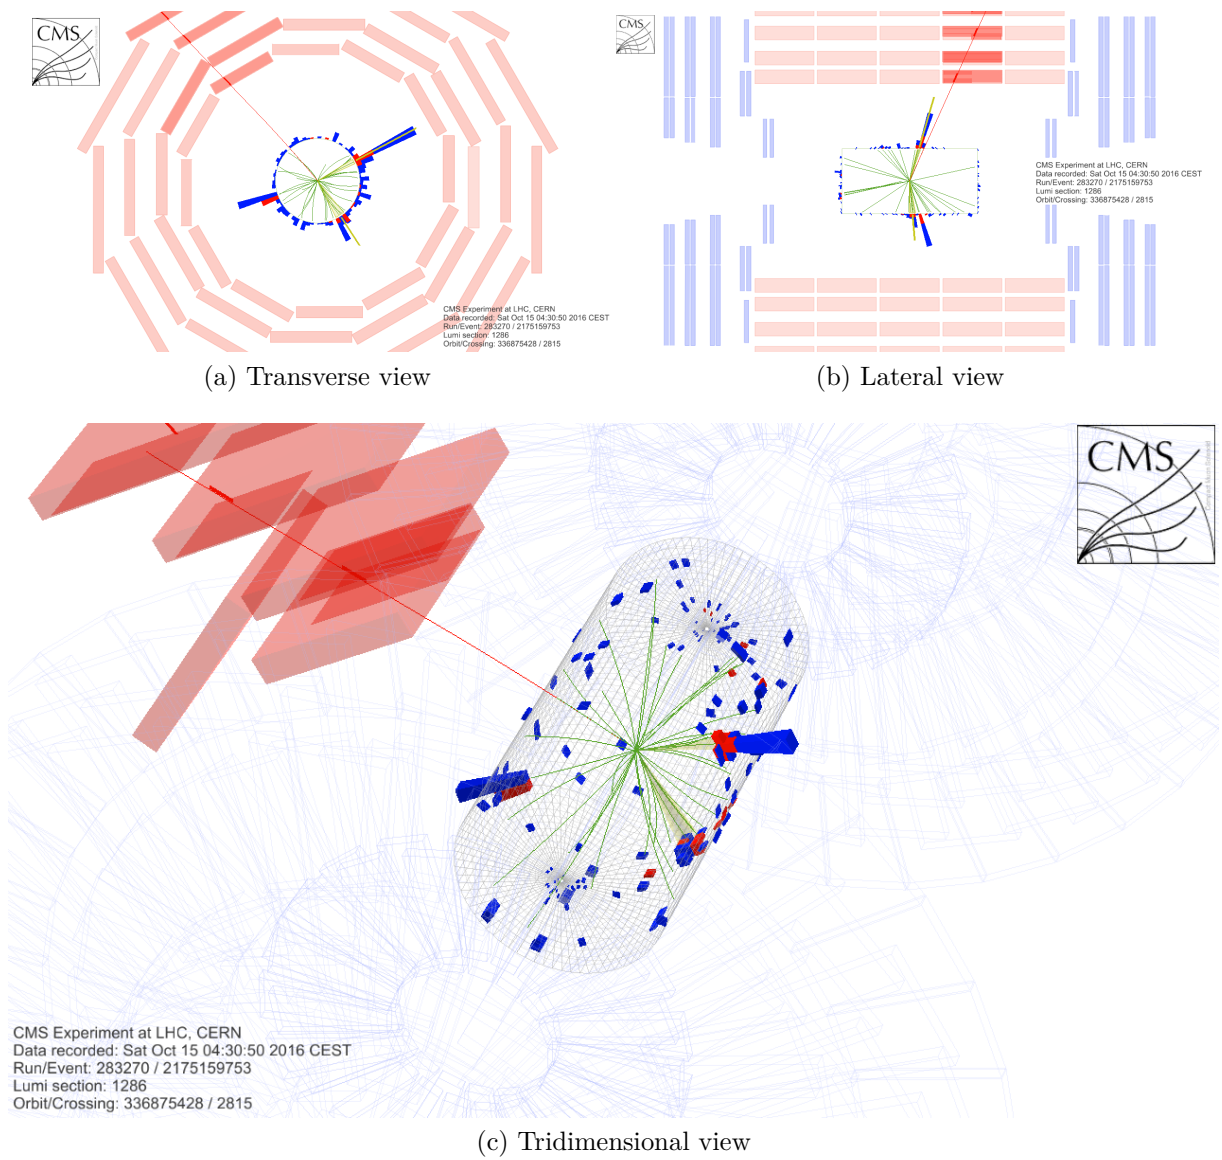 CMS
CMS
CMS Experiment at LHC, CERN
Data recorded: Sat Oct 15 04:30:50 2016 CEST
Run/Event: 283270 / 2175159753
Lumi section: 1286
Orbit/Crossing: 336875428 / 2815
CMS Experiment at LHC, CERN
Data recorded: Sat Oct 15 04:30:50 2016 CEST
Run/Event: 283270 / 2175159753
Lumi section: 1286
Orbit/Crossing: 336875428 / 2815
(a) Transverse view
(b) Lateral view
CMS
Compact Muon Solenoid
CMS Experiment at LHC, CERN
Data recorded: Sat Oct 15 04:30:50 2016 CEST
Run/Event: 283270 / 2175159753
Lumi section: 1286
Orbit/Crossing: 336875428 / 2815
(c) Tridimensional view